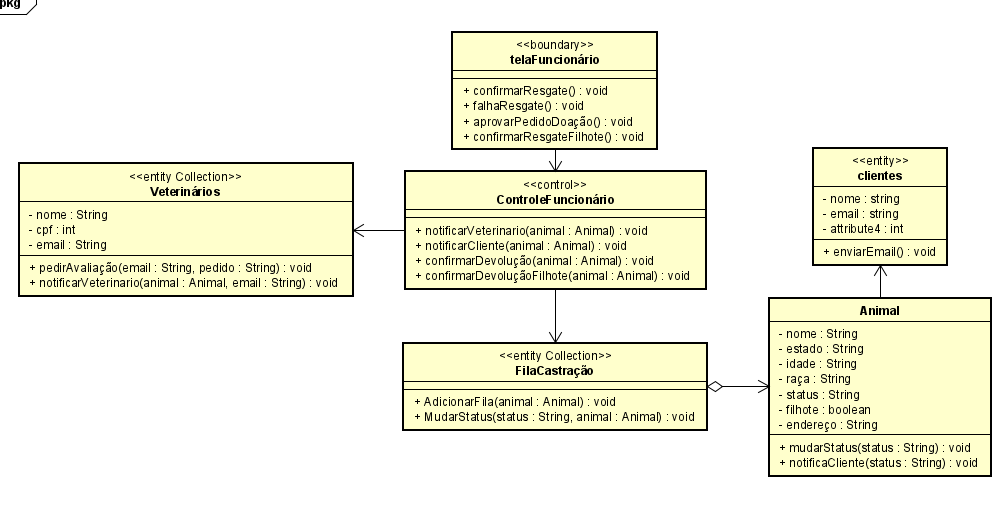 pkg
<<boundary>>
telaFuncionário
+ confirmarResgate() : void
+ falhaResgate() : void
+ aprovarPedidoDoação() : void
+ confirmarResgateFilhote() : void
<<entity Collection>>
Veterinários
- nome : String
- cpf : int
- email : String
+ pedirAvaliação(email : String, pedido : String) : void
+ notificarVeterinario(animal : Animal, email : String) : void
<<control>>
ControleFuncionário
+ notificarVeterinario(animal : Animal) : void
+ notificarCliente(animal : Animal) : void
+ confirmarDevolução(animal : Animal) : void
+ confirmarDevoluçãoFilhote(animal : Animal) : void
<<entity>>
clientes
- nome : string
- email : string
- attribute4 : int
+ enviarEmail() : void
<<entity Collection>>
FilaCastração
+ AdicionarFila(animal : Animal) : void
+ MudarStatus(status : String, animal : Animal) : void
Animal
- nome : String
- estado : String
- idade : String
- raça : String
- status : String
- filhote : boolean
- endereço : String
+ mudarStatus(status : String) : void
+ notificaCliente(status : String) : void